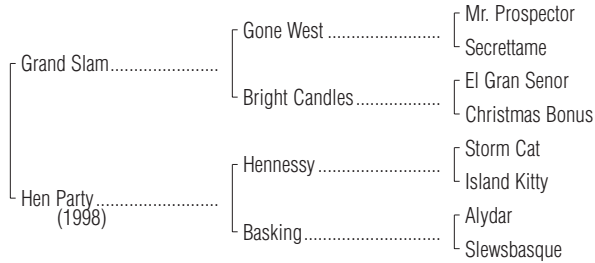 Mr. Prospector
Gone West ........................
Secrettame
Grand Slam.......................
El Gran Senor
Bright Candles..................
Christmas Bonus
Storm Cat
Hennessy ..........................
Island Kitty
Hen Party..........................
(1998)
Alydar
Basking.............................
Slewsbasque